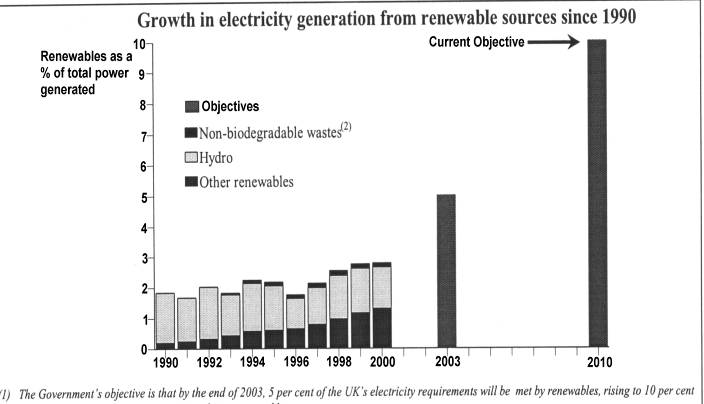 Growth in electricity generation from renewable sources since 1990
Renewables as a
% of total power
generated
Current Objective
10
9
8
7
6
5
4
3
2
1
0
Objectives
Non-biodegradable wastes(2)
Hydro
Other renewables
1990 1992 1994 1996 1998 2000 2003 2010
(1) The Government's objective is that by the end of 2003, 5 per cent of the UK's electricity requirements will be met by renewables, rising to 10 per cent